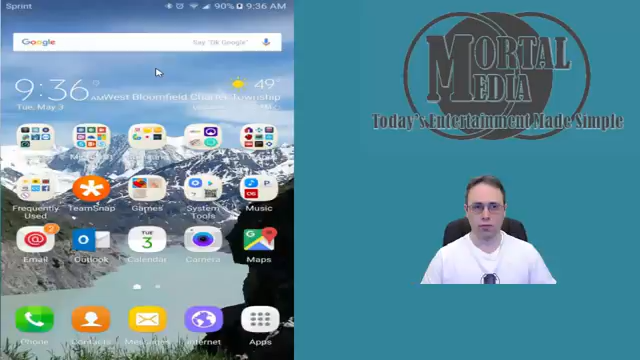 Sprint 90% 9:36 AM
Google Say "Ok Google"
9:36 AM
West Bloomfield Charter Township
49°
Tue, May 3
Frequently Used
TeamSnap
Games
System Tools
Music
2
Email
Outlook
3
Calendar
Camera
Maps
Phone
Contacts
Messages
Internet
Apps
MORTAL
MEDIA
Today's Entertainment Made Simple